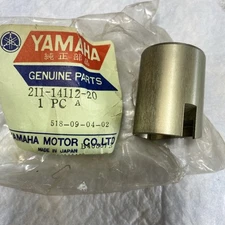 YAMAHA
純正部品
GENUINE PARTS
211-14112-20
1 PC A
518-09-04-02
YAMAHA MOTOR CO.,LTD.
MADE IN JAPAN